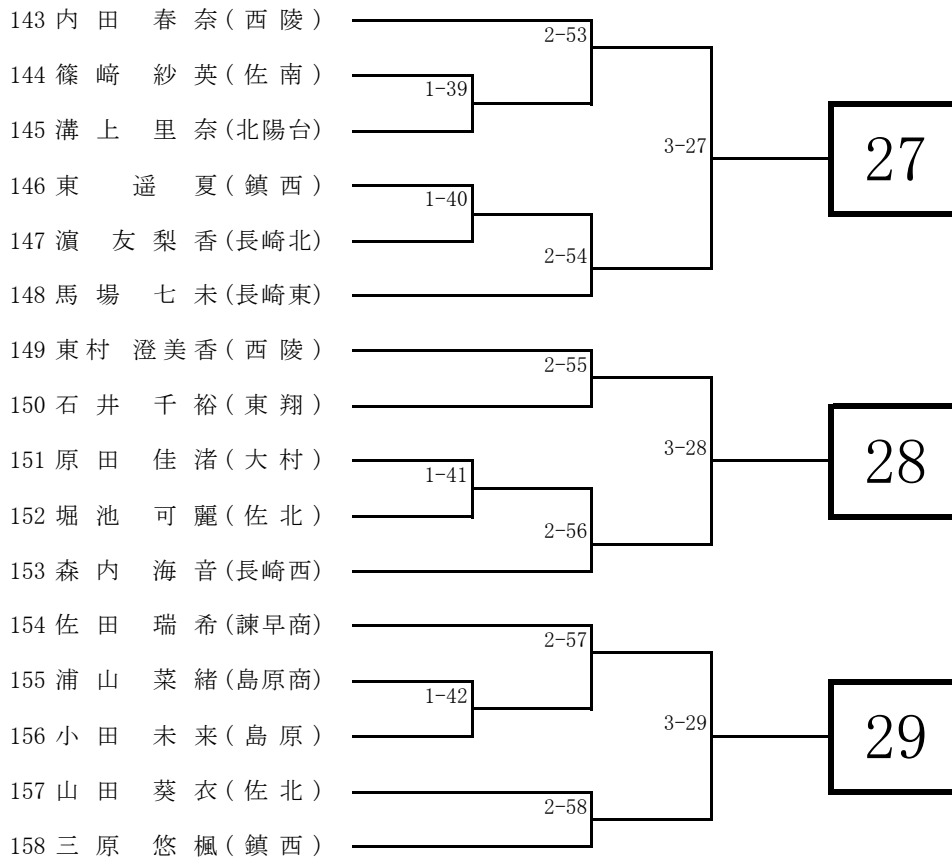 143 内田 春奈(西陵)
2-53
144 篠﨑 紗英(佐南)
1-39
145 溝上 里奈(北陽台)
3-27
27
146 東 遥夏(鎮西)
1-40
147 濵 友梨香(長崎北)
2-54
148 馬場 七未(長崎東)
149 東村 澄美香(西陵)
2-55
150 石井 千裕(東翔)
3-28
28
151 原田 佳渚(大村)
1-41
152 堀池 可麗(佐北)
2-56
153 森内 海音(長崎西)
154 佐田 瑞希(諫早商)
2-57
155 浦山 菜緒(島原商)
1-42
156 小田 未来(島原)
3-29
29
157 山田 葵衣(佐北)
2-58
158 三原 悠楓(鎮西)